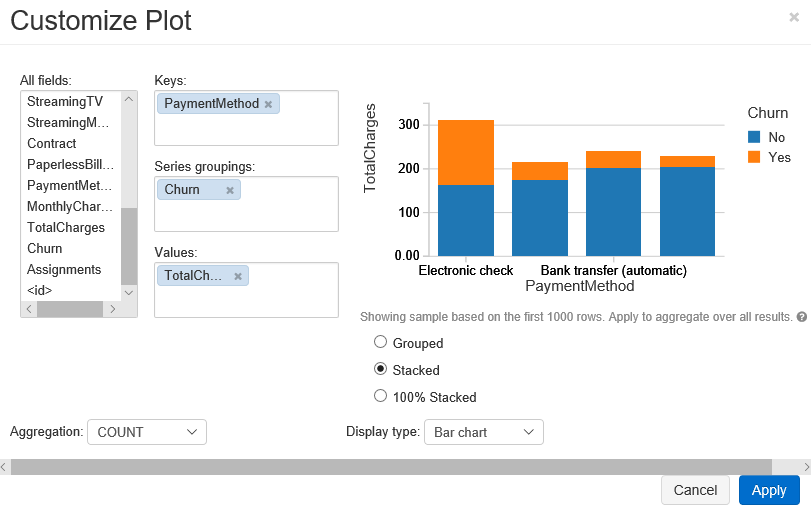 Customize Plot
×
All fields:
StreamingTV
StreamingM...
Contract
PaperlessBill...
PaymentMet...
MonthlyChar...
TotalCharges
Churn
Assignments
<id>
Keys:
PaymentMethod ×
Series groupings:
Churn ×
Values:
TotalCh... ×
TotalCharges
300
200
100
0.00
Electronic check
Bank transfer (automatic)
PaymentMethod
Churn
No
Yes
Showing sample based on the first 1000 rows. Apply to aggregate over all results. ?
Grouped
Stacked
100% Stacked
Aggregation: COUNT
Display type: Bar chart
Cancel
Apply